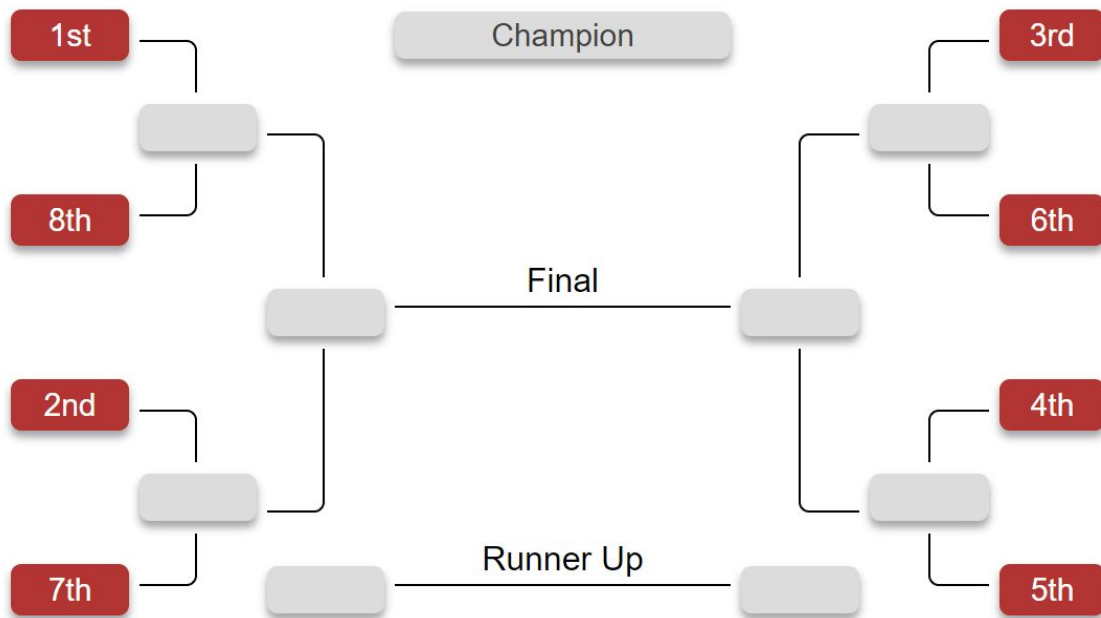 1st
Champion
3rd
8th
6th
Final
2nd
4th
Runner Up
7th
5th